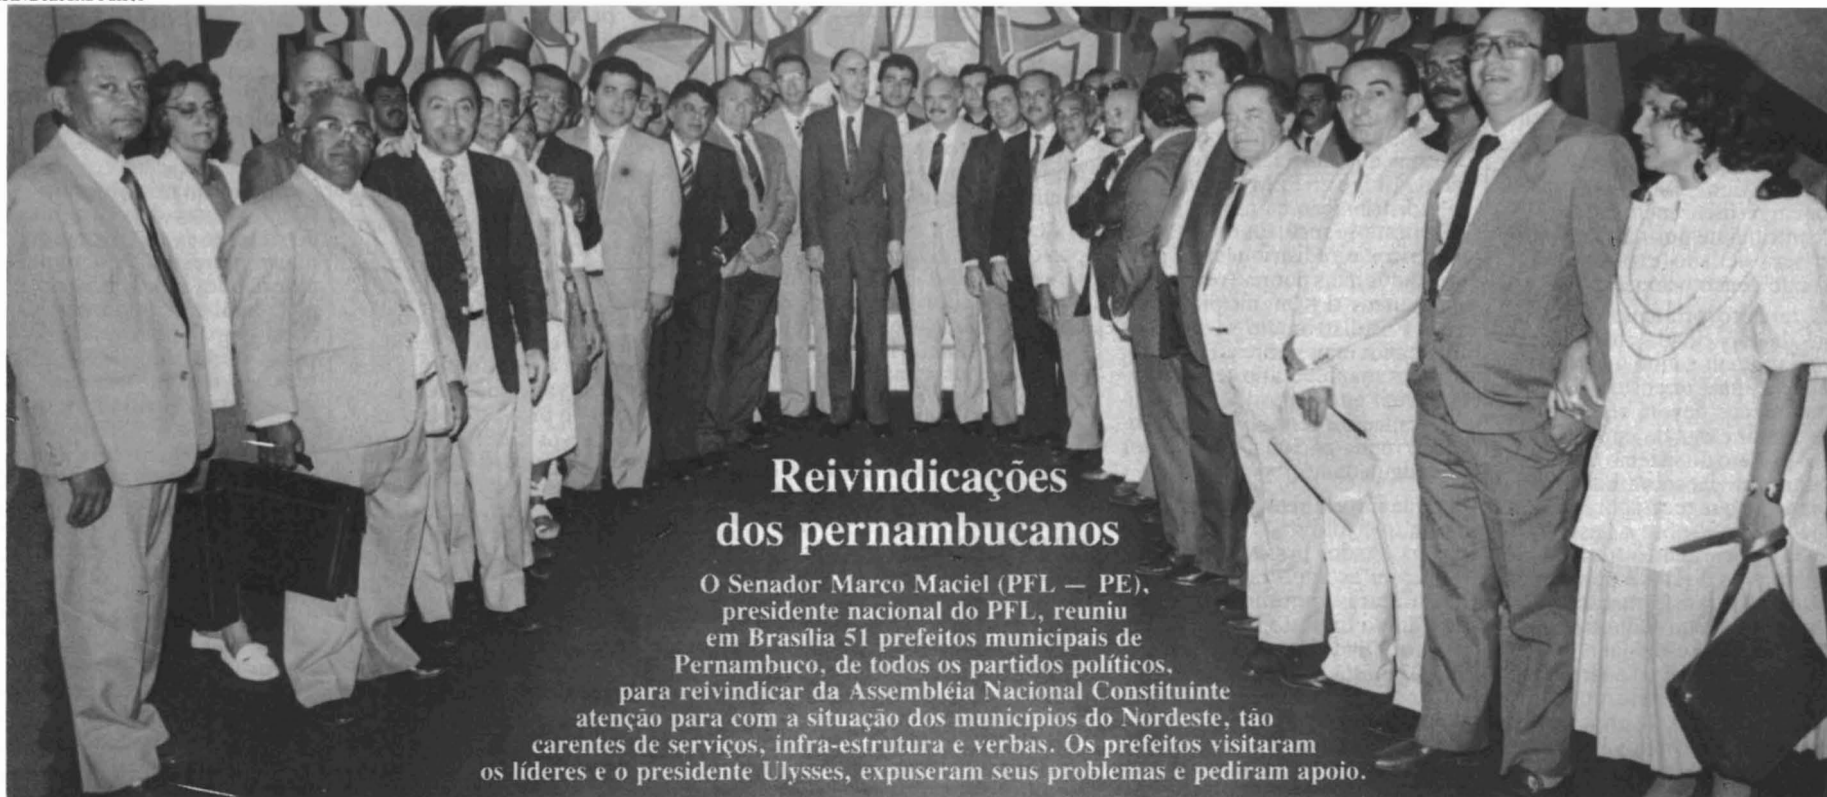 Reivindicações
dos pernambucanos
O Senador Marco Maciel (PFL — PE),
presidente nacional do PFL, reuniu
em Brasília 51 prefeitos municipais de
Pernambuco, de todos os partidos políticos,
para reivindicar da Assembléia Nacional Constituinte
atenção para com a situação dos municípios do Nordeste, tão
carentes de serviços, infra-estrutura e verbas. Os prefeitos visitaram
os líderes e o presidente Ulysses, expuseram seus problemas e pediram apoio.